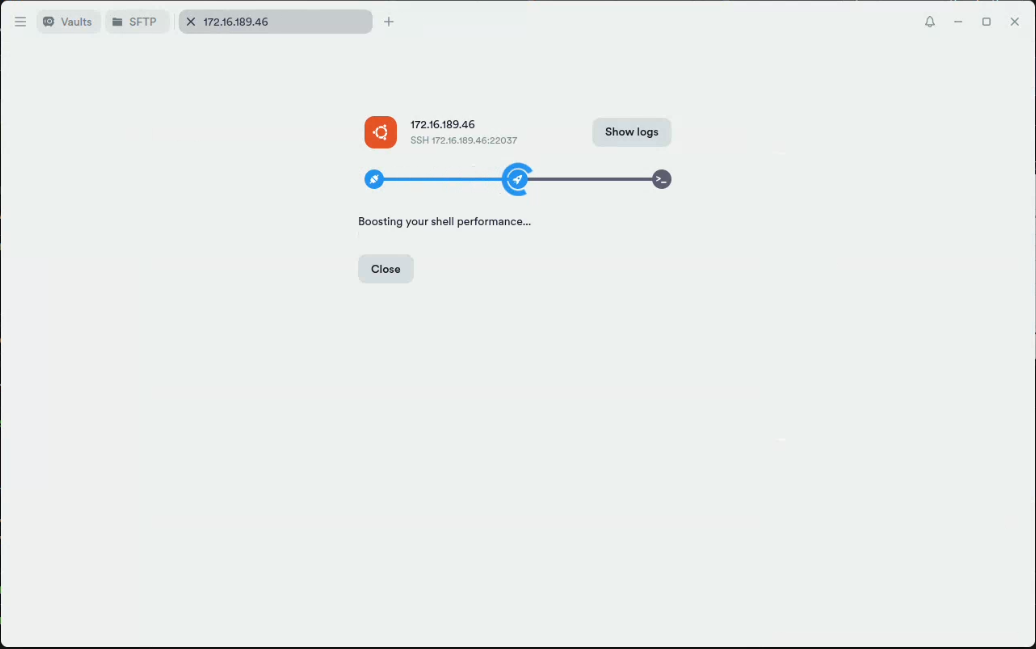 Vaults
SFTP
172.16.189.46
172.16.189.46
SSH 172.16.189.46:22037
Show logs
Boosting your shell performance...
Close